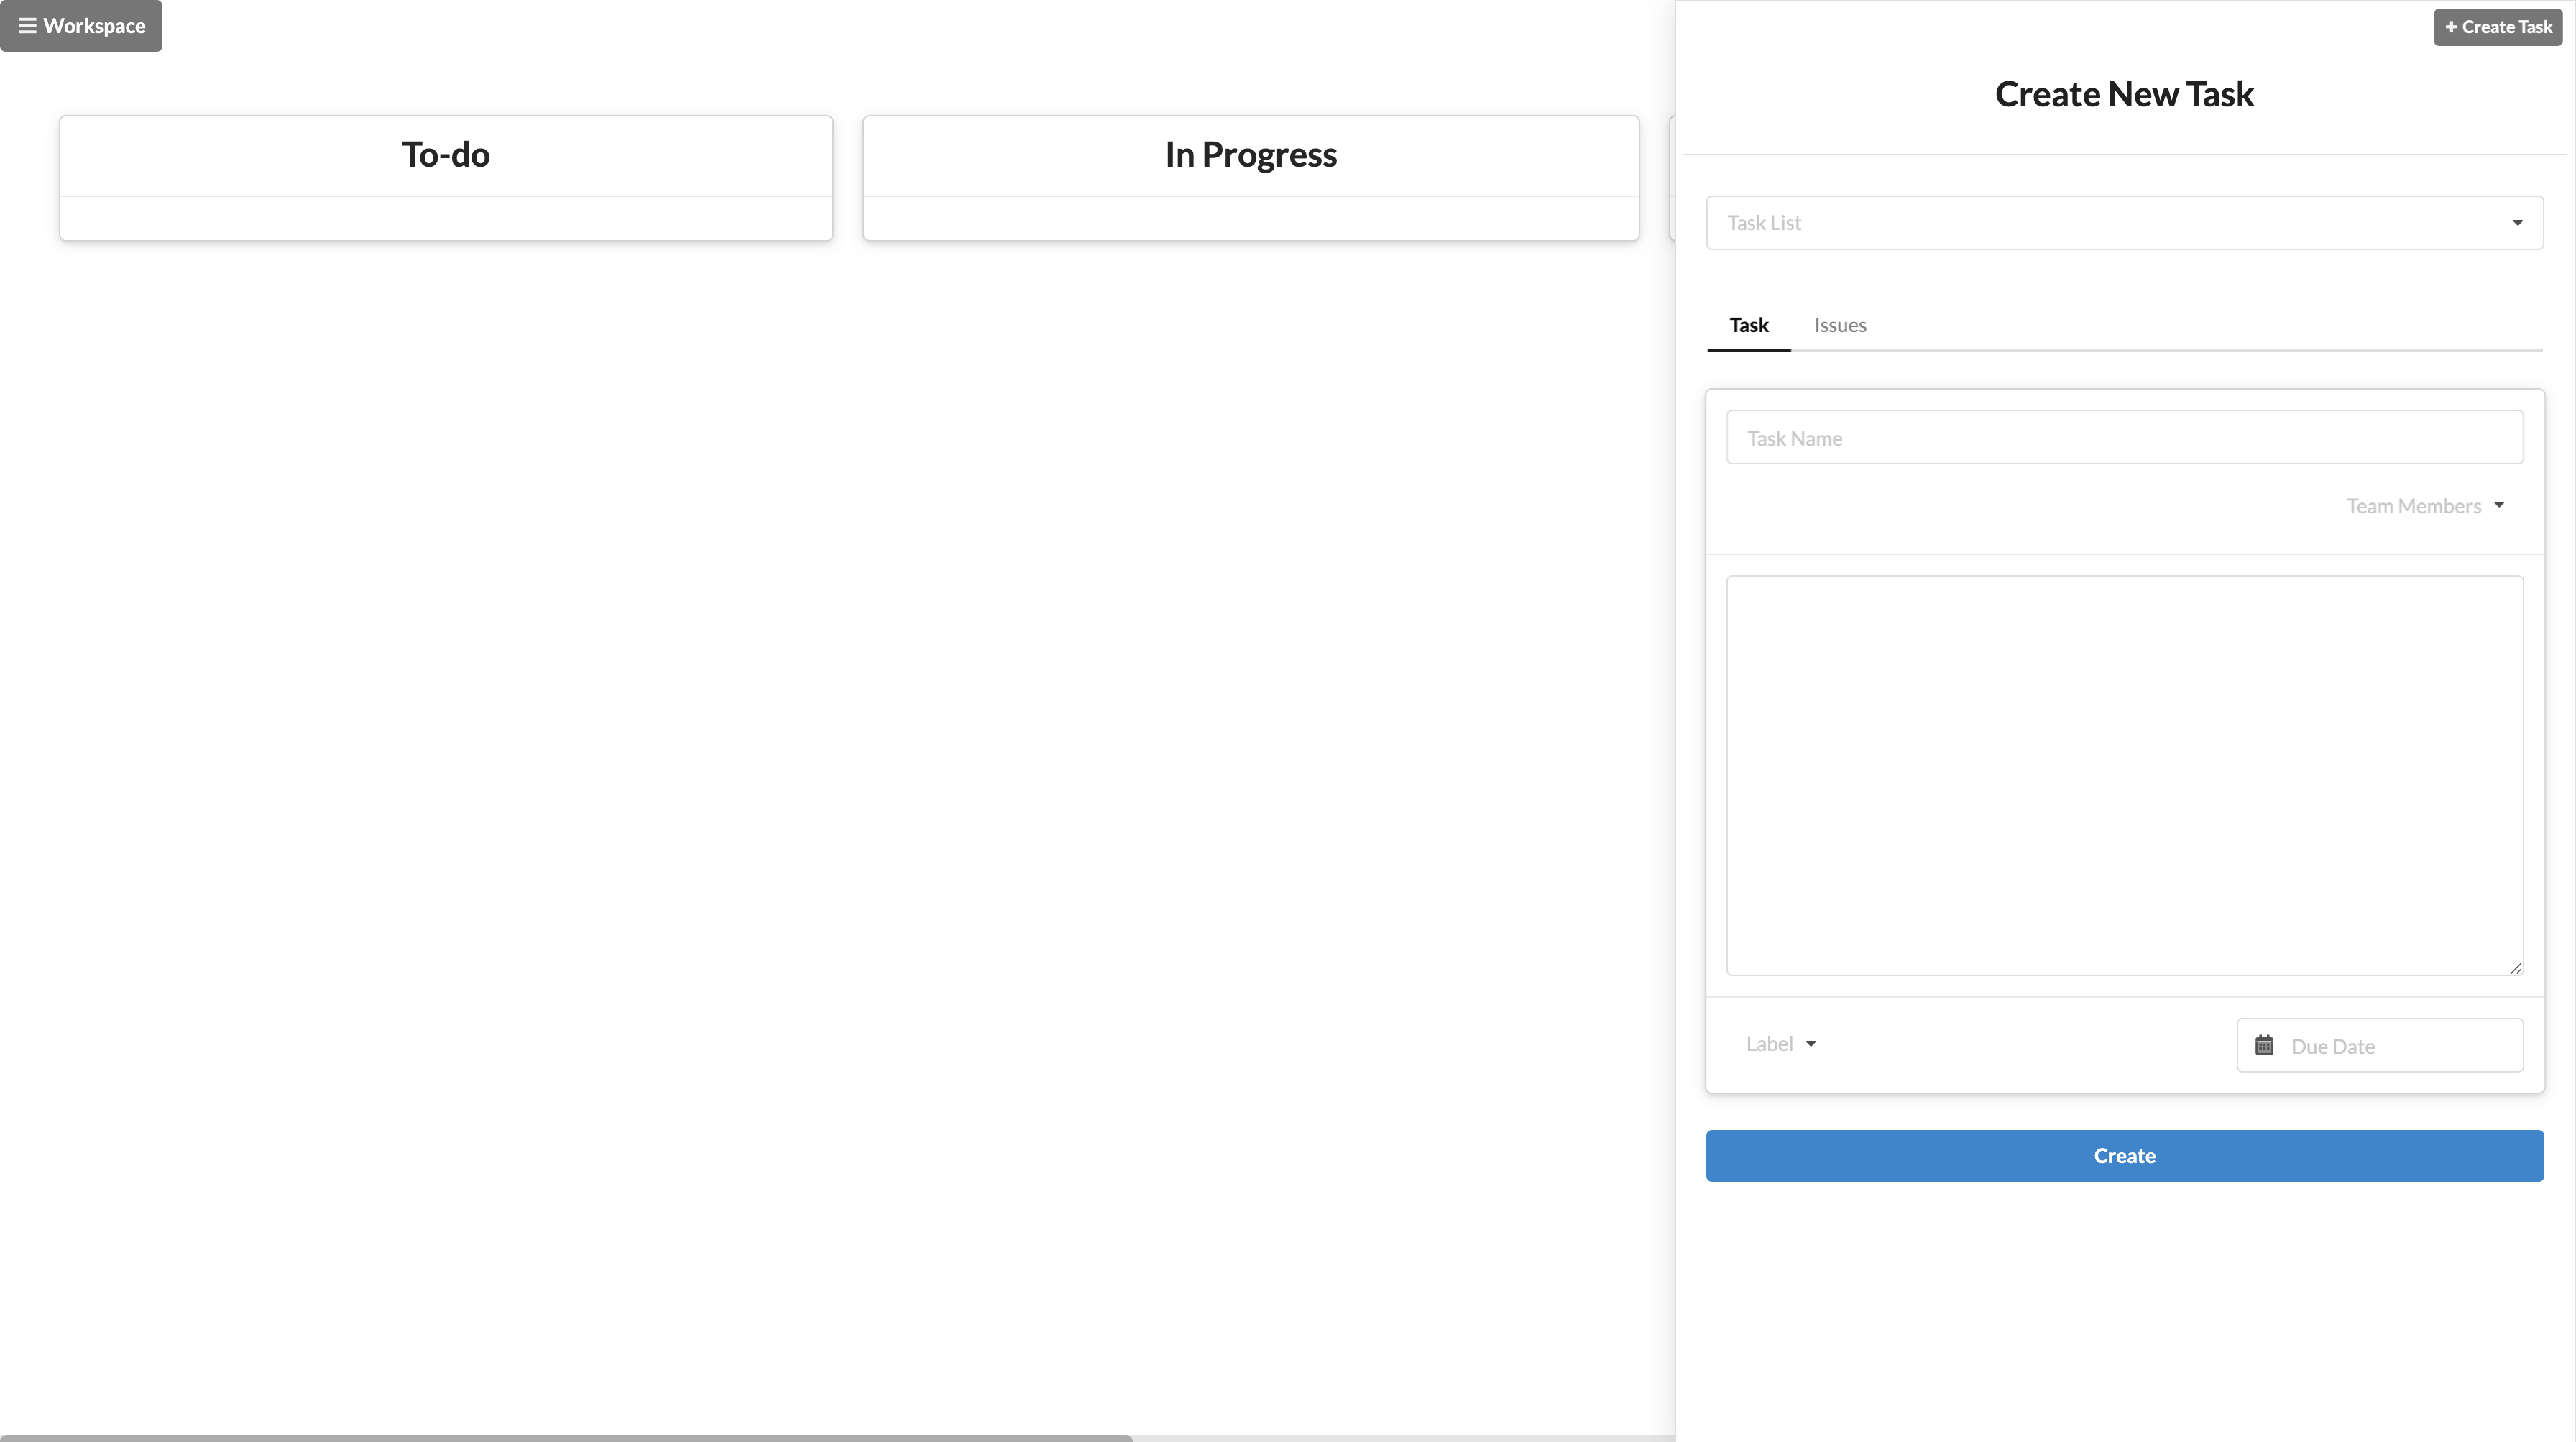 Workspace
Create Task
Create New Task
To-do
In Progress
Task List
Task
Issues
Task Name
Team Members
Label
Due Date
Create